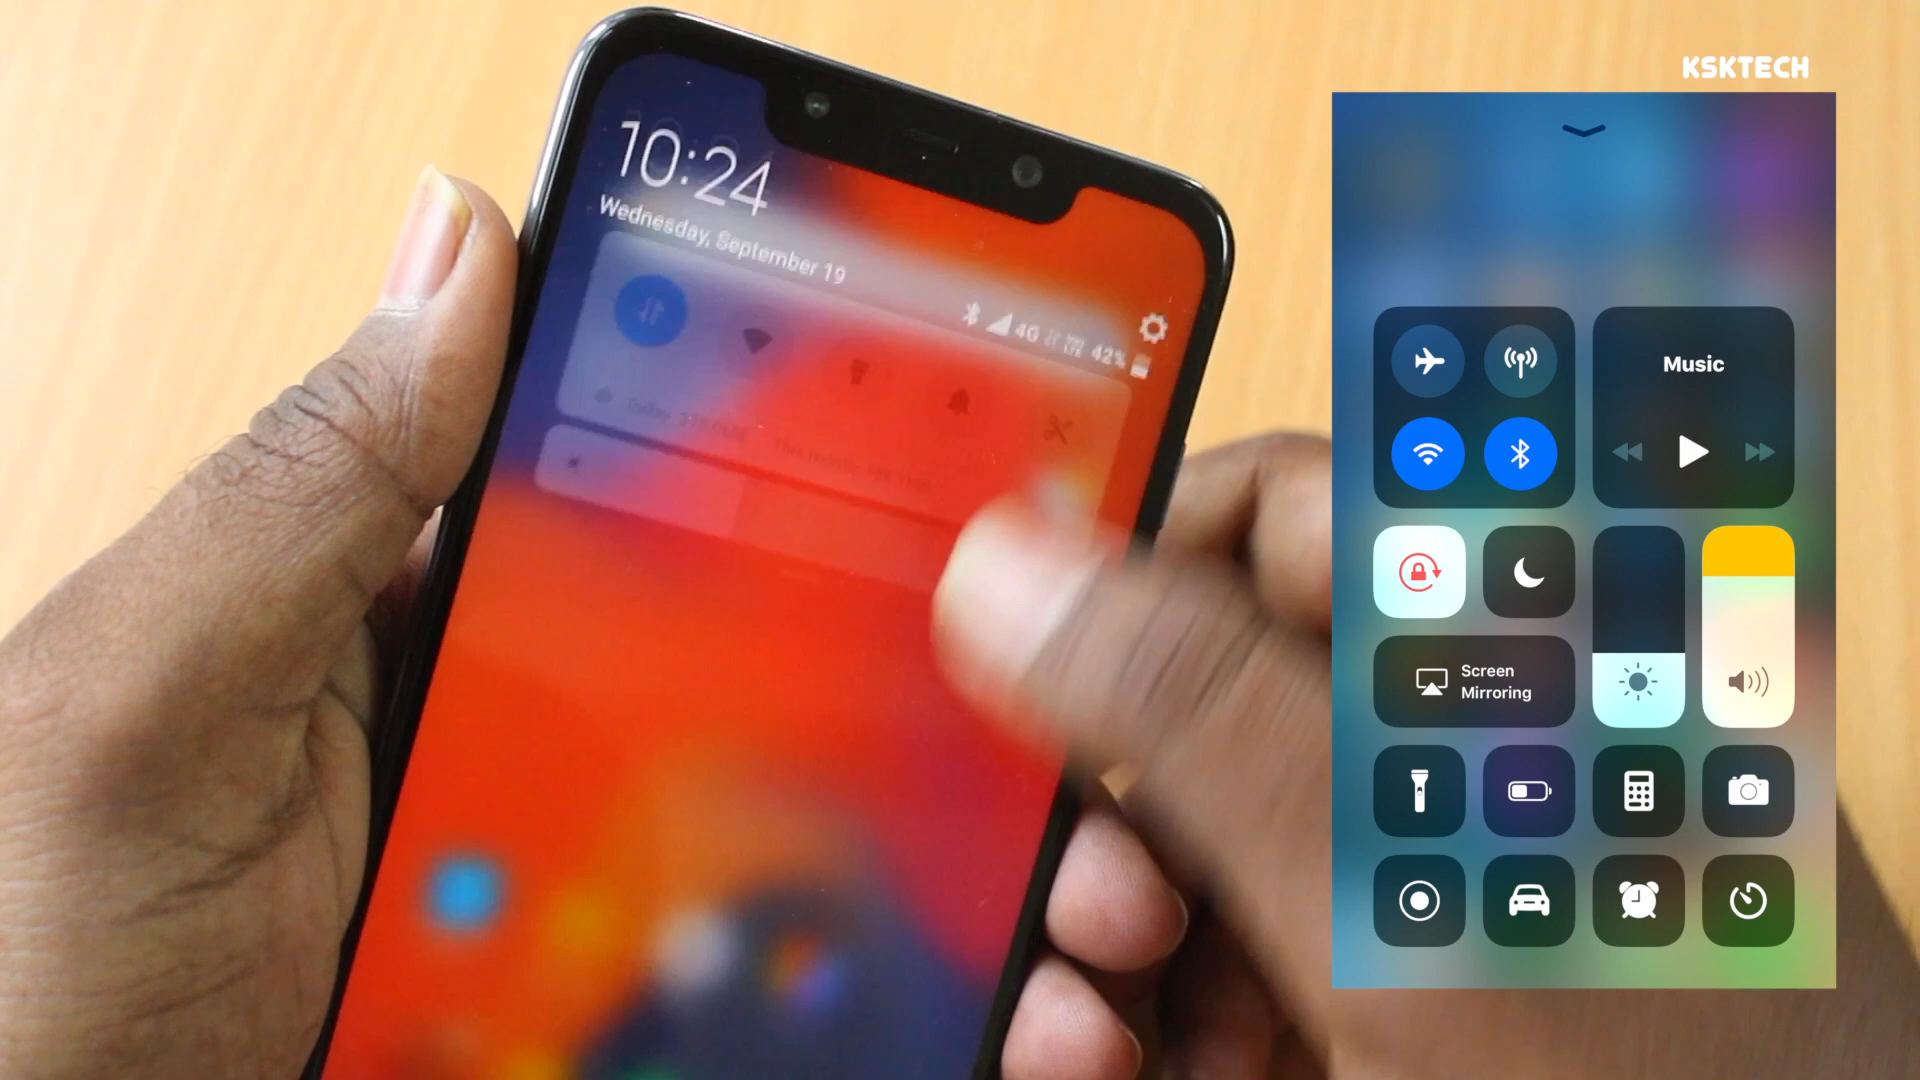 KSKTECH
10:24
Wednesday, September 19
4G
42%
Music
Screen
Mirroring